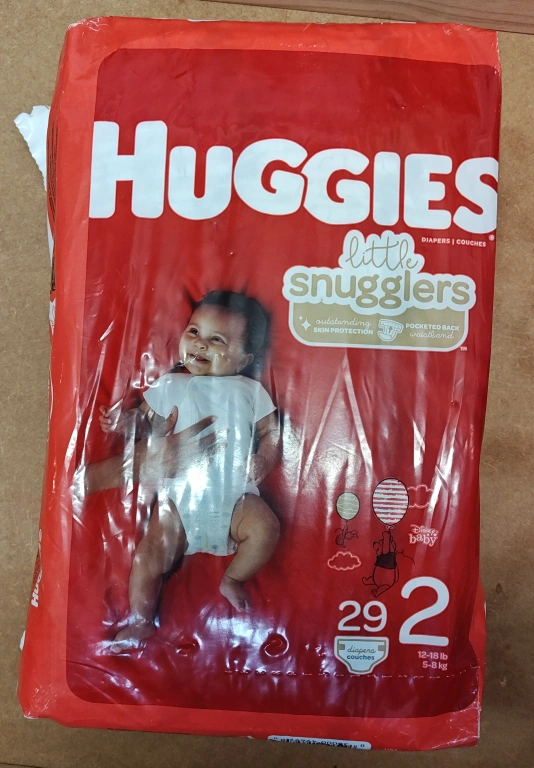 HUGGIES®
DIAPERS | COUCHES
little
snugglers
outstanding
SKIN PROTECTION
POCKETED BACK
waistband
™
Disney
baby
29
diapers
couches
2
12-18 lb
5-8 kg